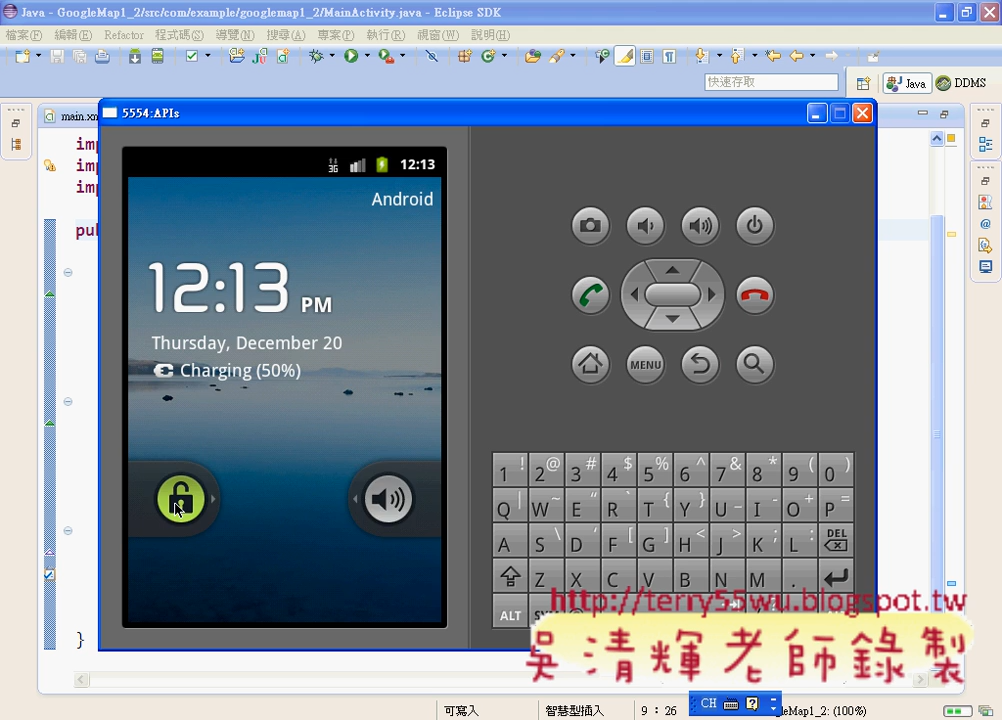 Java - GoogleMap1_2/src/com/example/googlemap1_2/MainActivity.java - Eclipse SDK
檔案(F) 編輯(E) Refactor 程式碼(S) 導覽(N) 搜尋(A) 專案(P) 執行(R) 視窗(W) 說明(H)
快速存取
Java
DDMS
main.xn
5554:APIs
imp
imp
imp
pul
}
3G
12:13
Android
12:13 PM
Thursday, December 20
Charging (50%)
MENU
1 ! 2 @ 3 # 4 $ 5 % 6 ^ 7 & 8 * 9 ( 0 )
Q | W ~ E " R ` T { Y } U _ I - O + P =
A S \ D ' F [ G ] H < J > K ; L : DEL
Z X C V B N M .
ALT
http://terry55wu.blogspot.tw
吳清輝老師錄製
可寫入
智慧型插入
9 : 26
CH
leMap1_2: (100%)